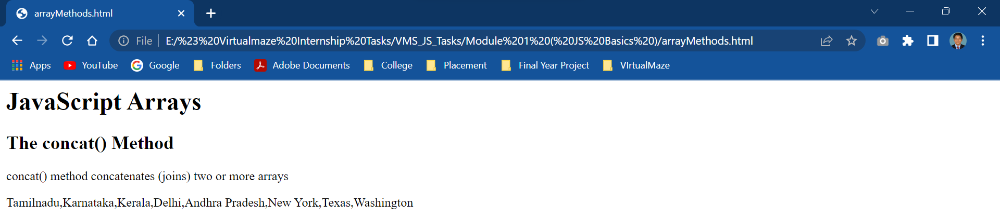 arrayMethods.html
File E:/%23%20Virtualmaze%20Internship%20Tasks/VMS_JS_Tasks/Module%201%20(%20JS%20Basics%20)/arrayMethods.html
Apps YouTube Google Folders Adobe Documents College Placement Final Year Project VIrtualMaze
JavaScript Arrays
The concat() Method
concat() method concatenates (joins) two or more arrays
Tamilnadu,Karnataka,Kerala,Delhi,Andhra Pradesh,New York,Texas,Washington